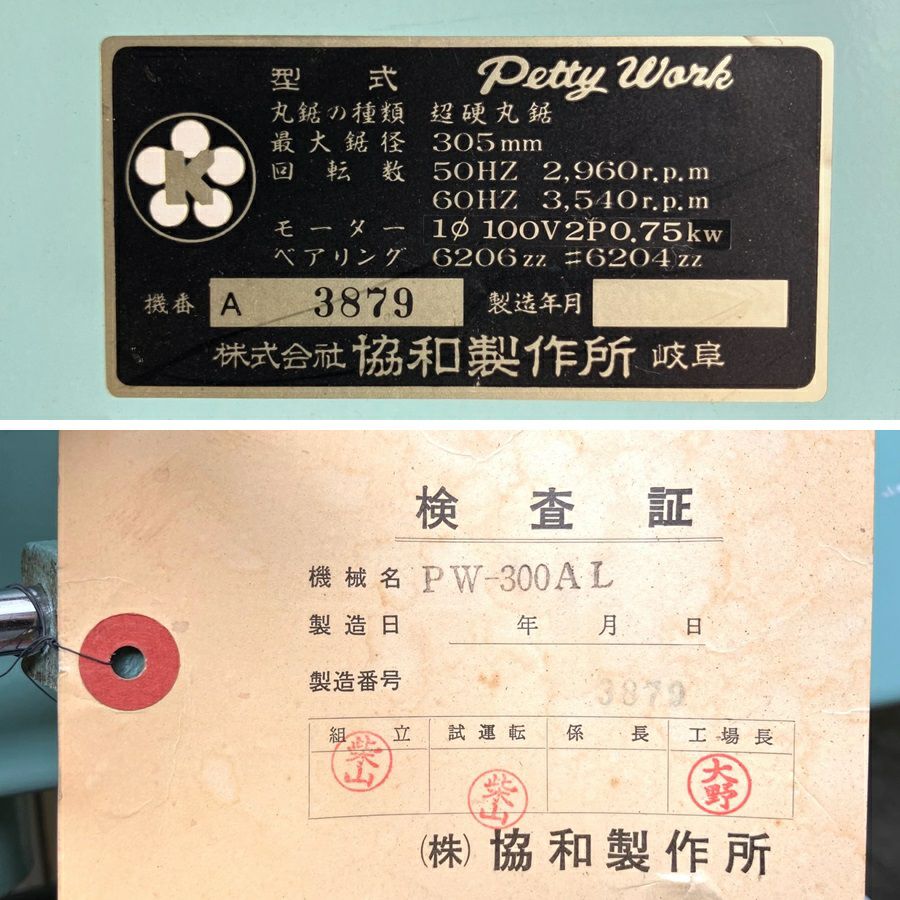 型式 Petty Work
丸鋸の種類 超硬丸鋸
最大鋸径 305mm
回転数 50HZ 2,960r.p.m
60HZ 3,540r.p.m
モーター 1φ 100V2P0.75kw
ベアリング 6206zz #6204zz
K
機番 A 3879 製造年月
株式会社 協和製作所 岐阜
検査証
機械名 PW-300AL
製造日 年 月 日
製造番号 3879
組立 試運転 係長 工場長
柴山 柴山 大野
(株) 協和製作所